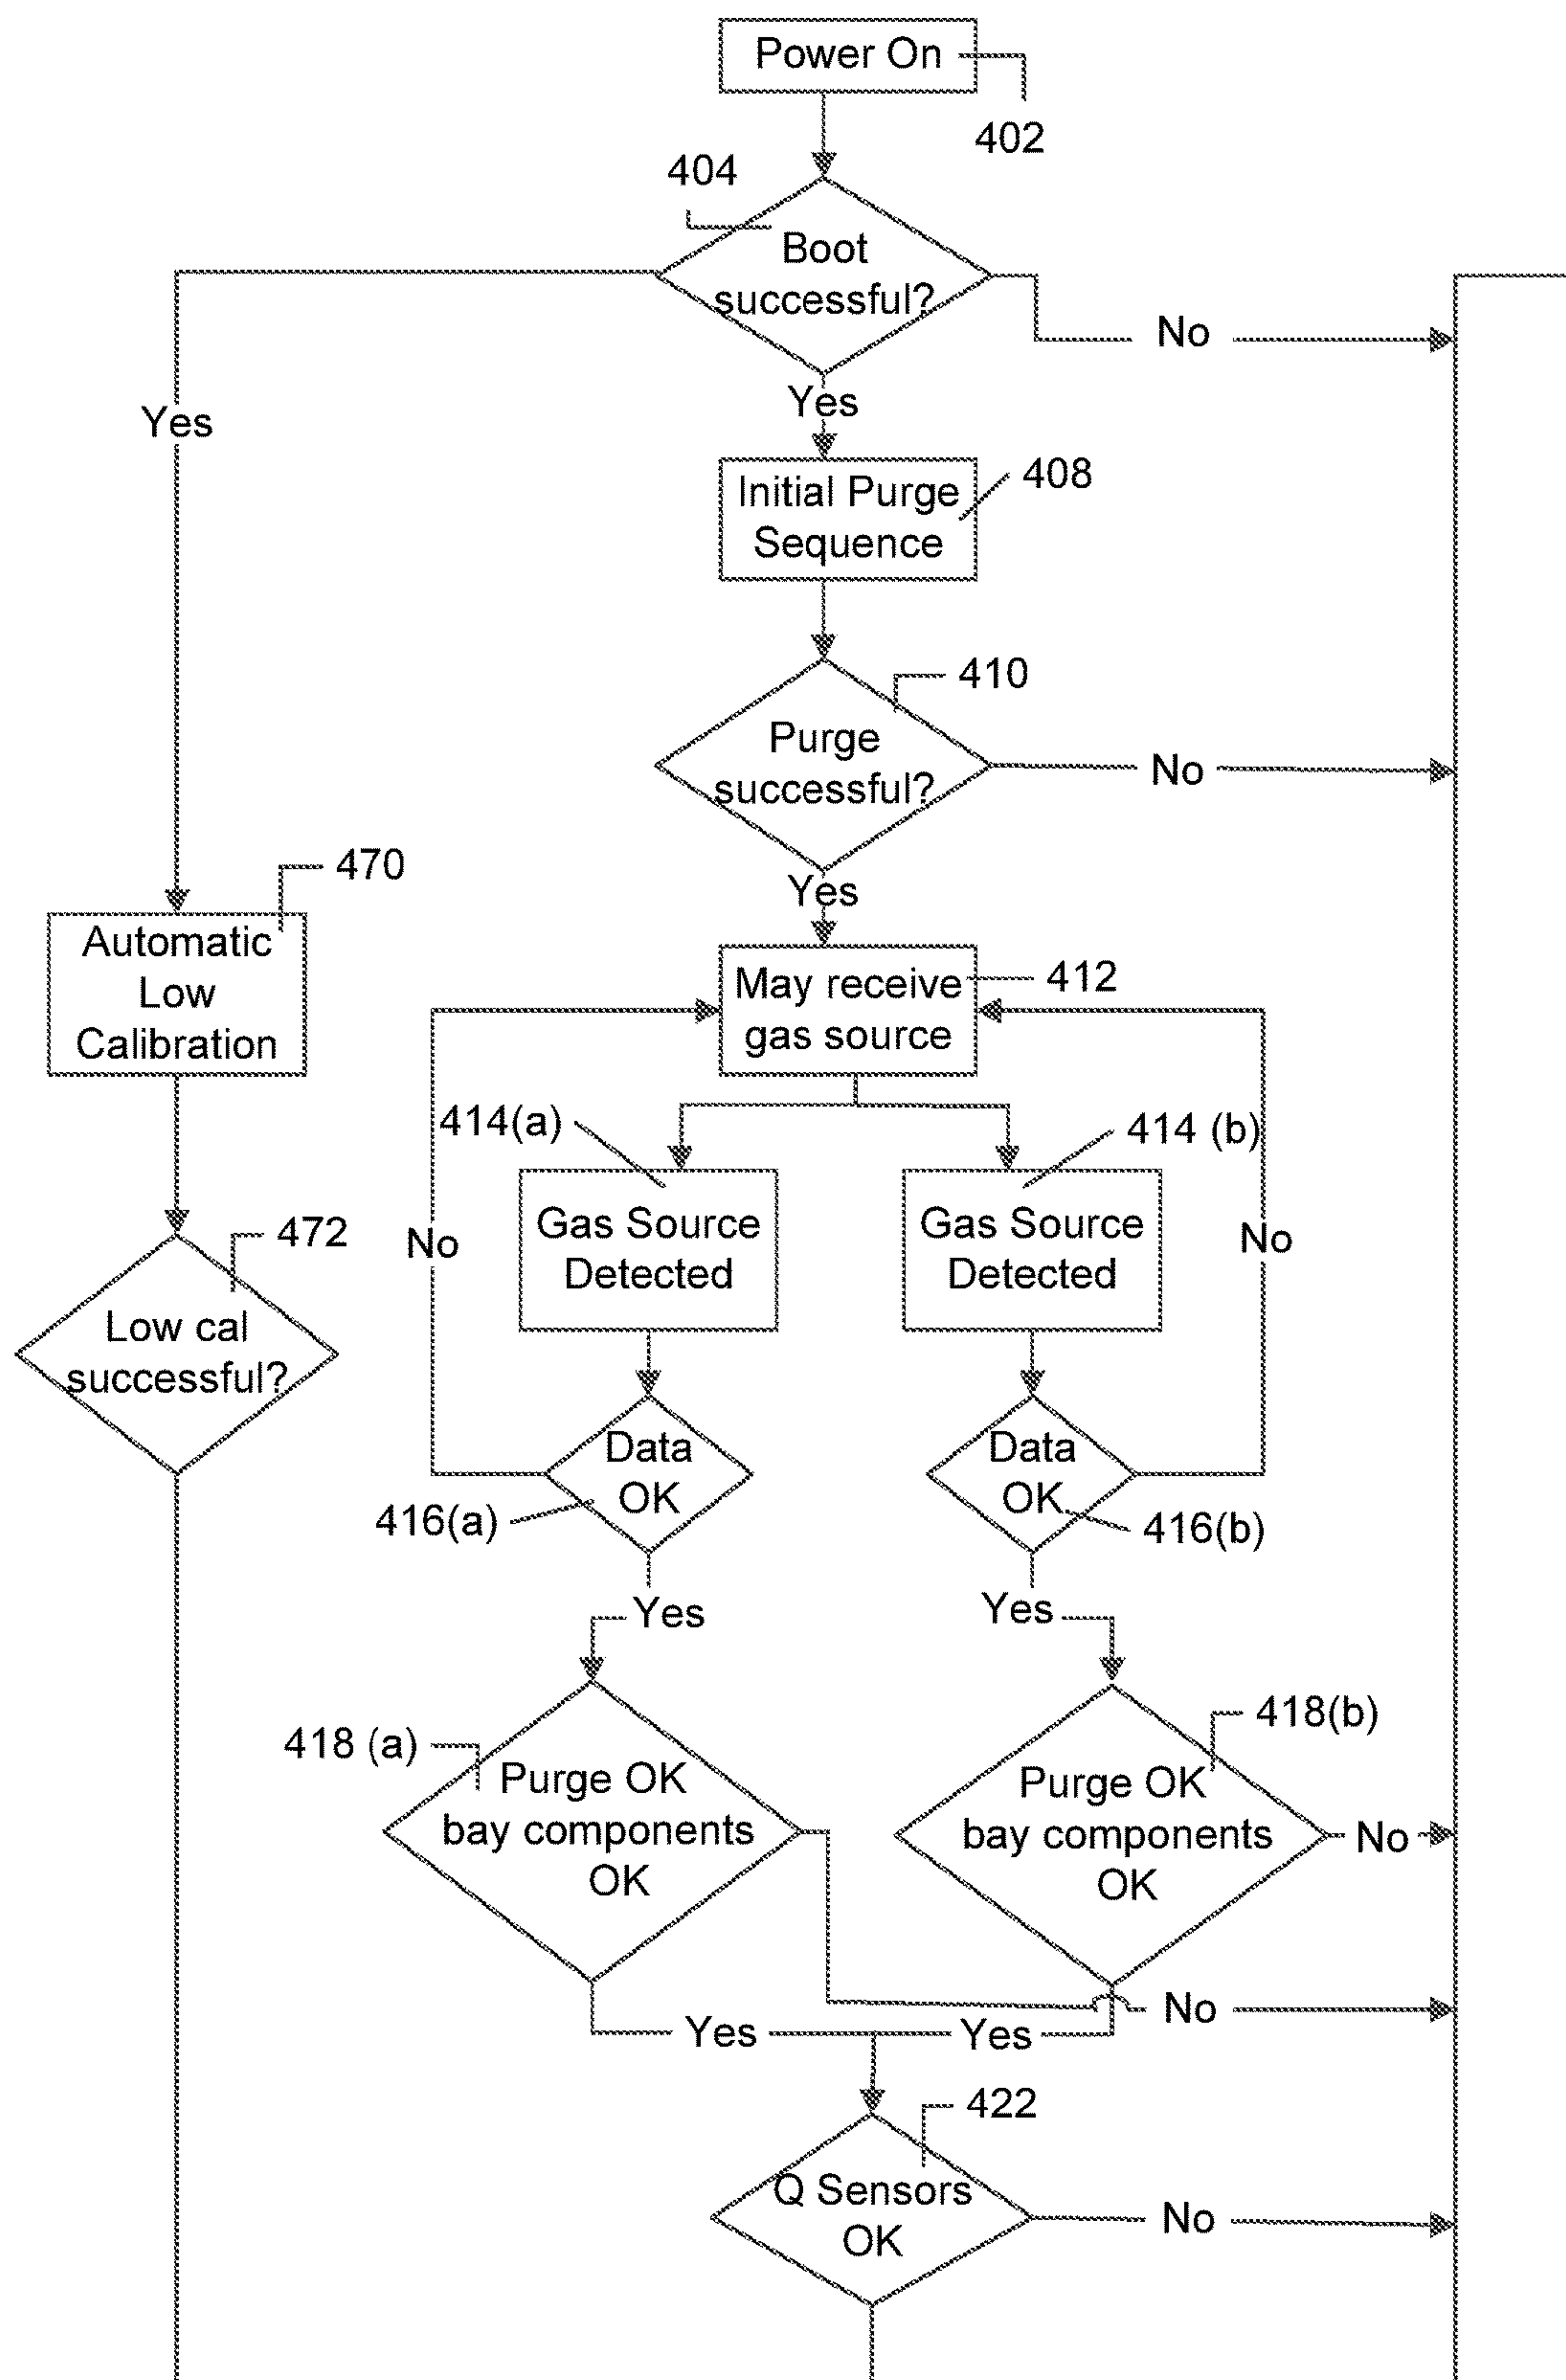 Power On
402
404
Boot
successful?
No
Yes
Yes
Initial Purge
Sequence
408
410
Purge
successful?
No
Yes
470
Automatic
Low
Calibration
May receive
gas source
412
414(a)
414 (b)
Gas Source
Detected
Gas Source
Detected
No
No
472
Low cal
successful?
Data
OK
Data
OK
416(a)
416(b)
Yes
Yes
418 (a)
418(b)
Purge OK
bay components
OK
Purge OK
bay components
OK
No
No
Yes
Yes
422
Q Sensors
OK
No